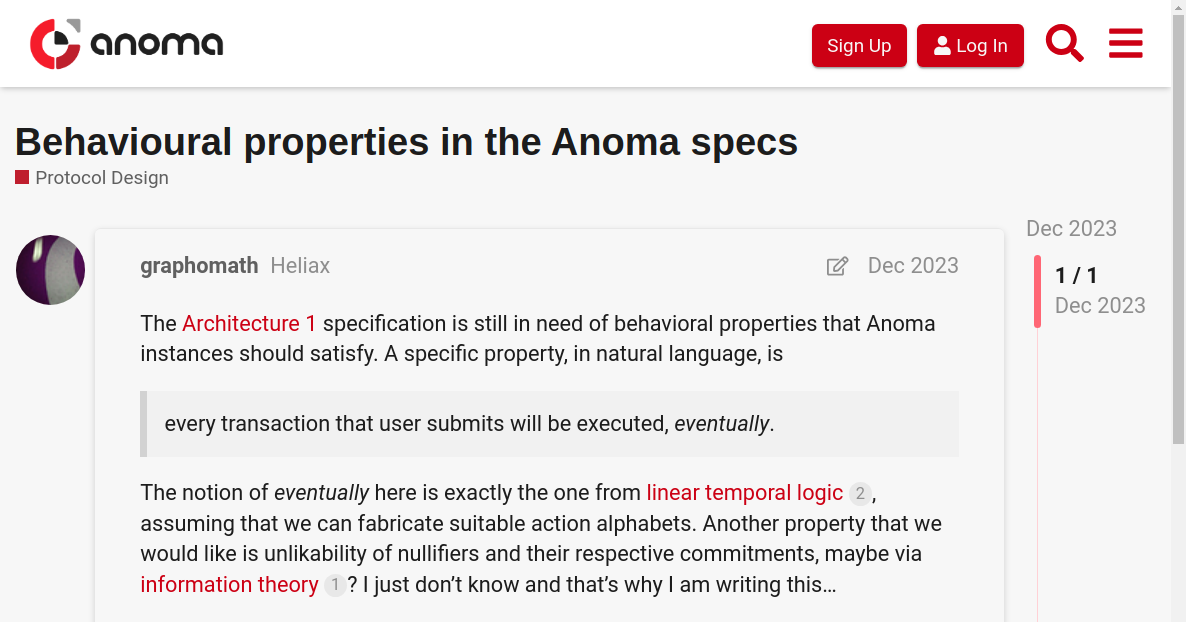 anoma
Sign Up
Log In
Behavioural properties in the Anoma specs
Protocol Design
Dec 2023
graphomath Heliax
Dec 2023
1 / 1
Dec 2023
The Architecture 1 specification is still in need of behavioral properties that Anoma
instances should satisfy. A specific property, in natural language, is
every transaction that user submits will be executed, eventually.
The notion of eventually here is exactly the one from linear temporal logic 2 ,
assuming that we can fabricate suitable action alphabets. Another property that we
would like is unlikability of nullifiers and their respective commitments, maybe via
information theory 1 ? I just don’t know and that’s why I am writing this…